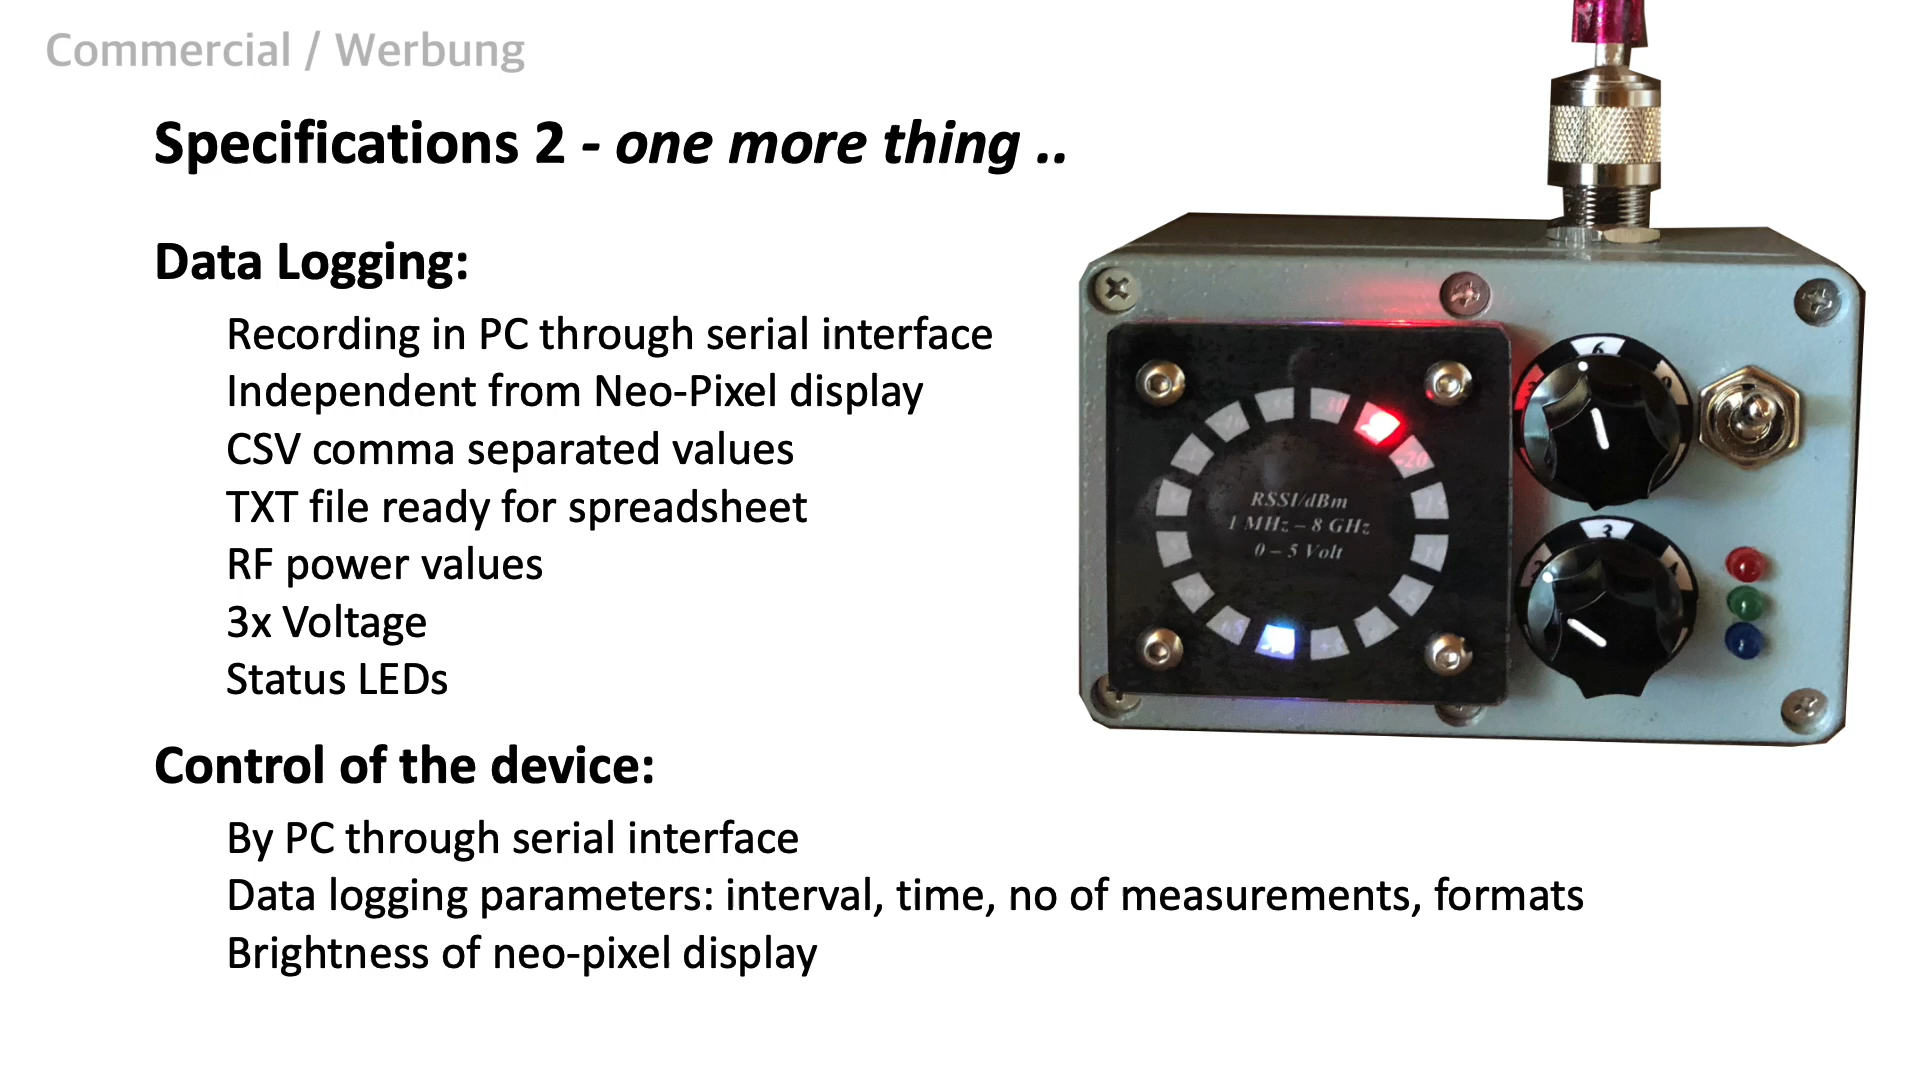 Commercial / Werbung
Specifications 2 - one more thing ..
Data Logging:
Recording in PC through serial interface
Independent from Neo-Pixel display
CSV comma separated values
TXT file ready for spreadsheet
RF power values
3x Voltage
Status LEDs
RSSI/dBm
1 MHz – 8 GHz
0 – 5 Volt
6
3
-20
Control of the device:
By PC through serial interface
Data logging parameters: interval, time, no of measurements, formats
Brightness of neo-pixel display